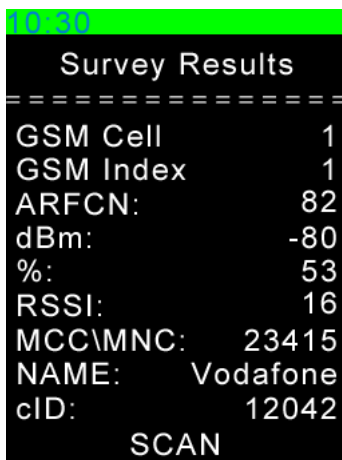 10:30
Survey Results
===============
GSM Cell 1
GSM Index 1
ARFCN: 82
dBm: -80
%: 53
RSSI: 16
MCC\MNC: 23415
NAME: Vodafone
cID: 12042
SCAN